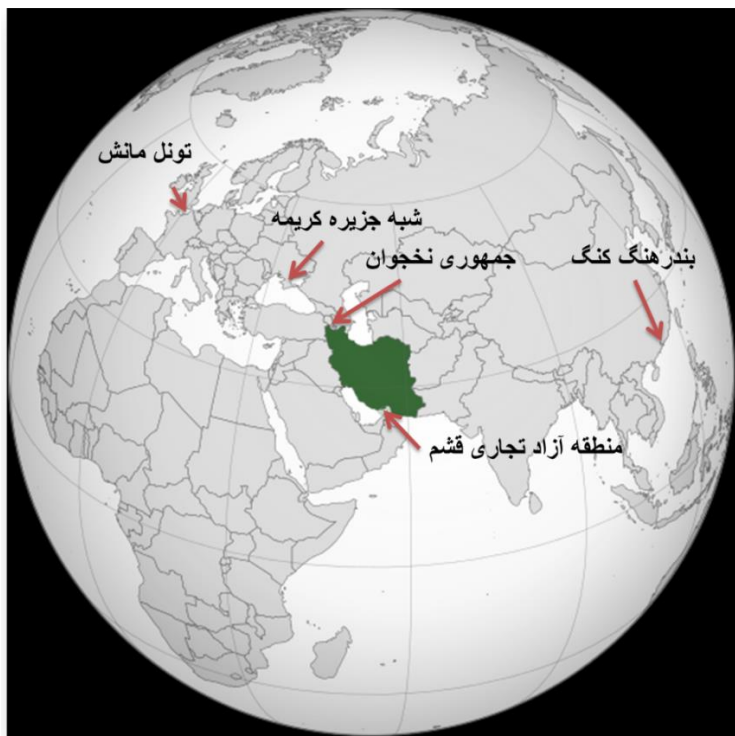 تونل مانش
شبه جزیره کریمه
جمهوری نخجوان
بندرهنگ کنگ
منطقه آزاد تجاری قشم